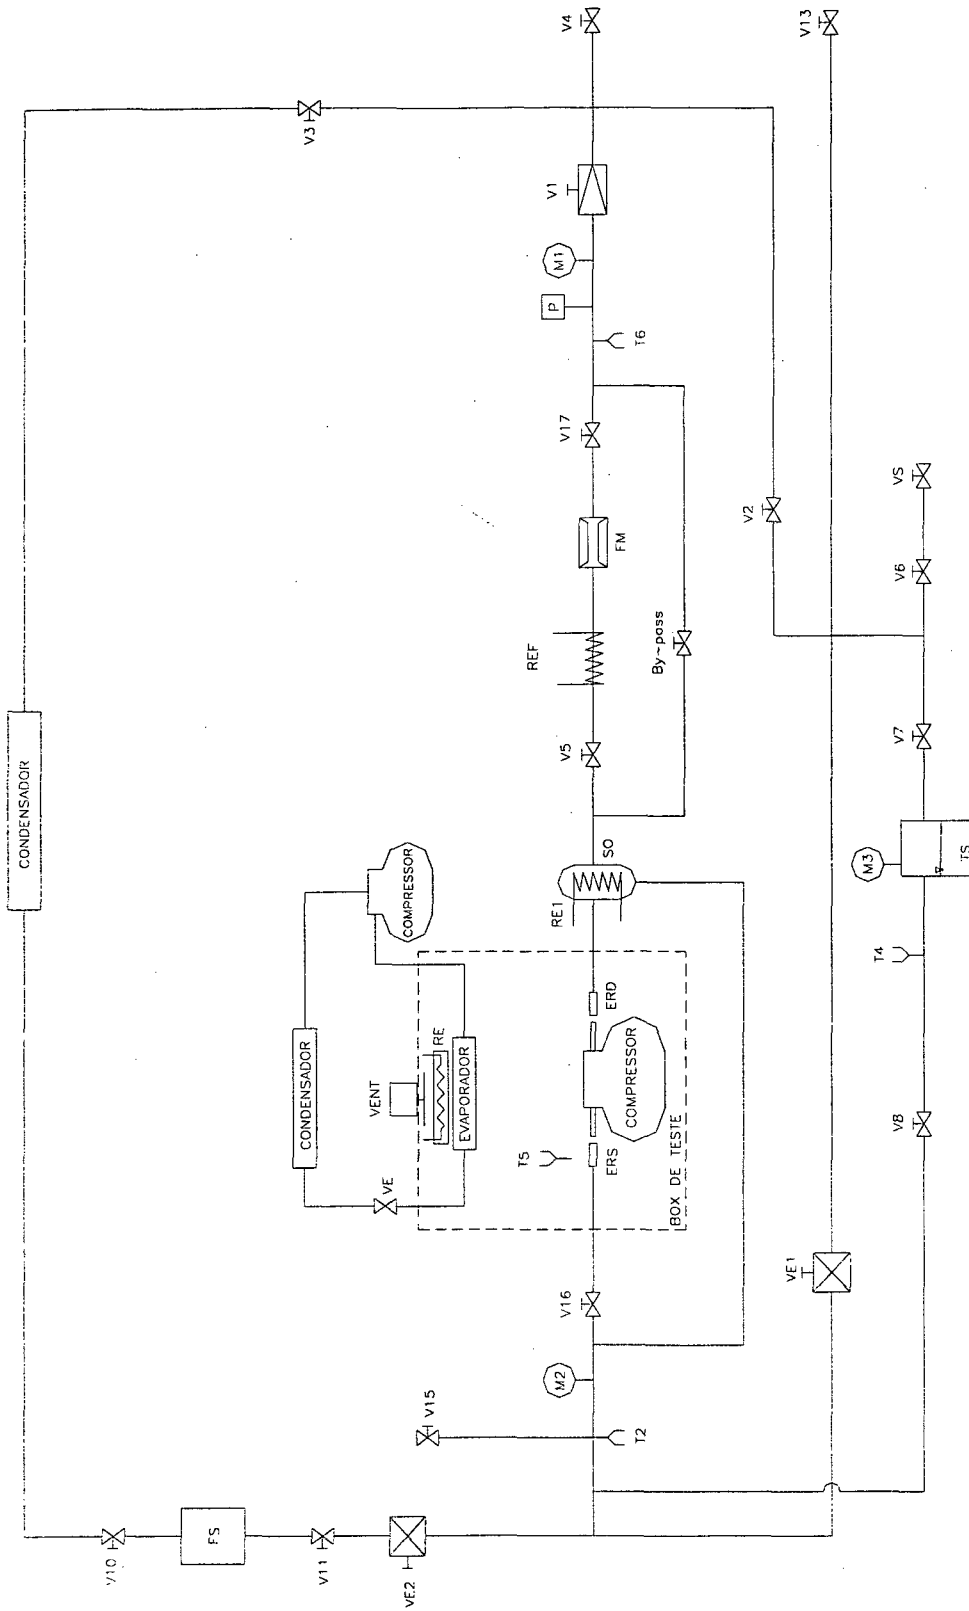 V4
V13
V3
V1
M1
P
T6
V17
VS
V2
FM
V6
REF
By-pass
CONDENSADOR
V5
V7
SO
M3
TS
COMPRESSOR
RE1
T4
ERD
RE
CONDENSADOR
VENT
EVAPORADOR
COMPRESSOR
V8
T5
ERS
VE
BOX DE TESTE
VE1
V16
M2
V15
T2
FS
V10
V11
VE2